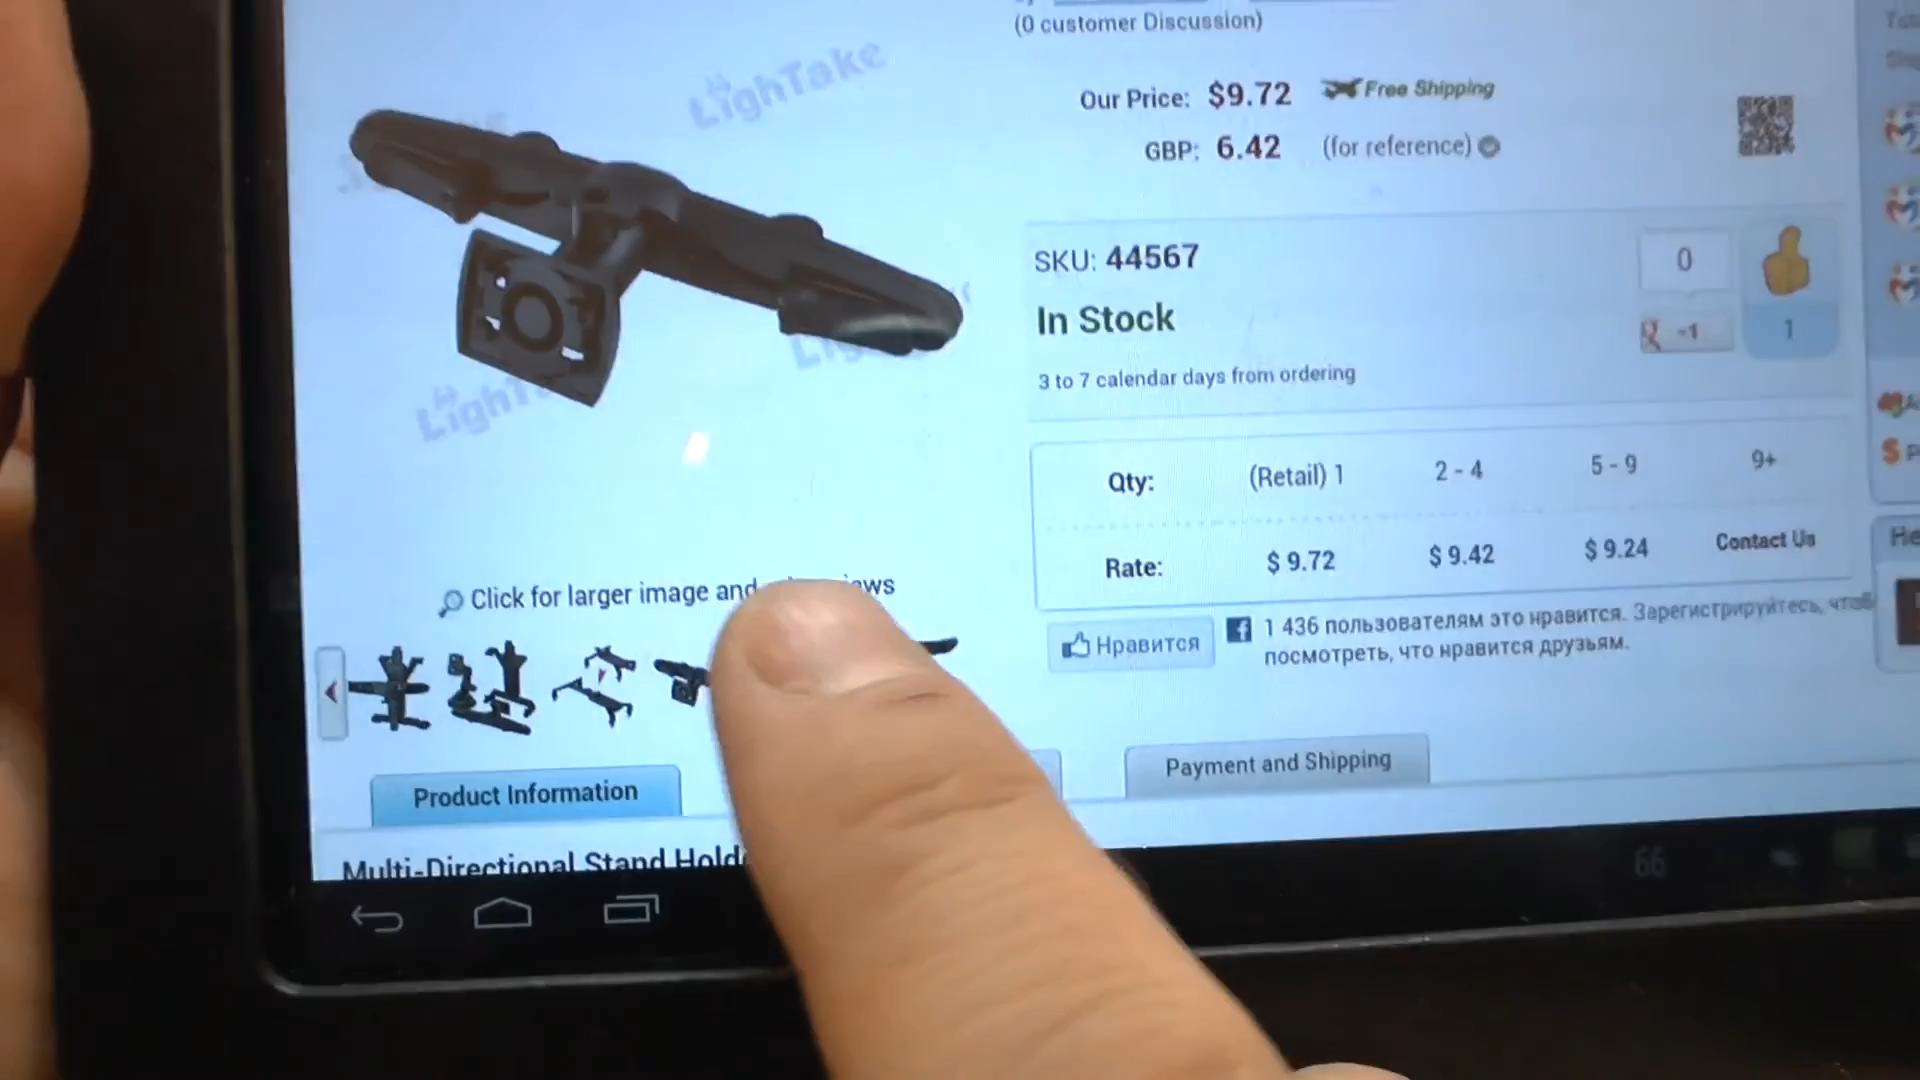 (0 customer Discussion)
LighTake
Our Price: $9.72 Free Shipping
GBP: 6.42 (for reference)
SKU: 44567
0
In Stock
1
3 to 7 calendar days from ordering
Qty: (Retail) 1 2 - 4 5 - 9 9+
Rate: $ 9.72 $ 9.42 $ 9.24 Contact Us
Click for larger image and
Нравится
1 436 пользователям это нравится. Зарегистрируйтесь, чтоб
посмотреть, что нравится друзьям.
Product Information
Payment and Shipping
Multi-Directional Stand Hold
66